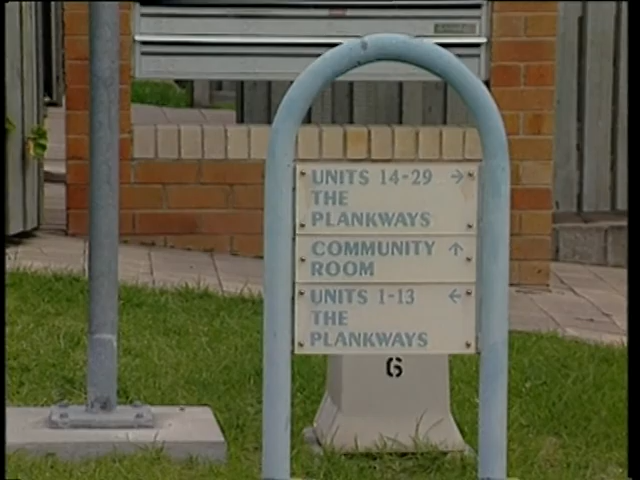 UNITS 14-29 →
THE
PLANKWAYS
COMMUNITY ↑
ROOM
UNITS 1-13 ←
THE
PLANKWAYS
6